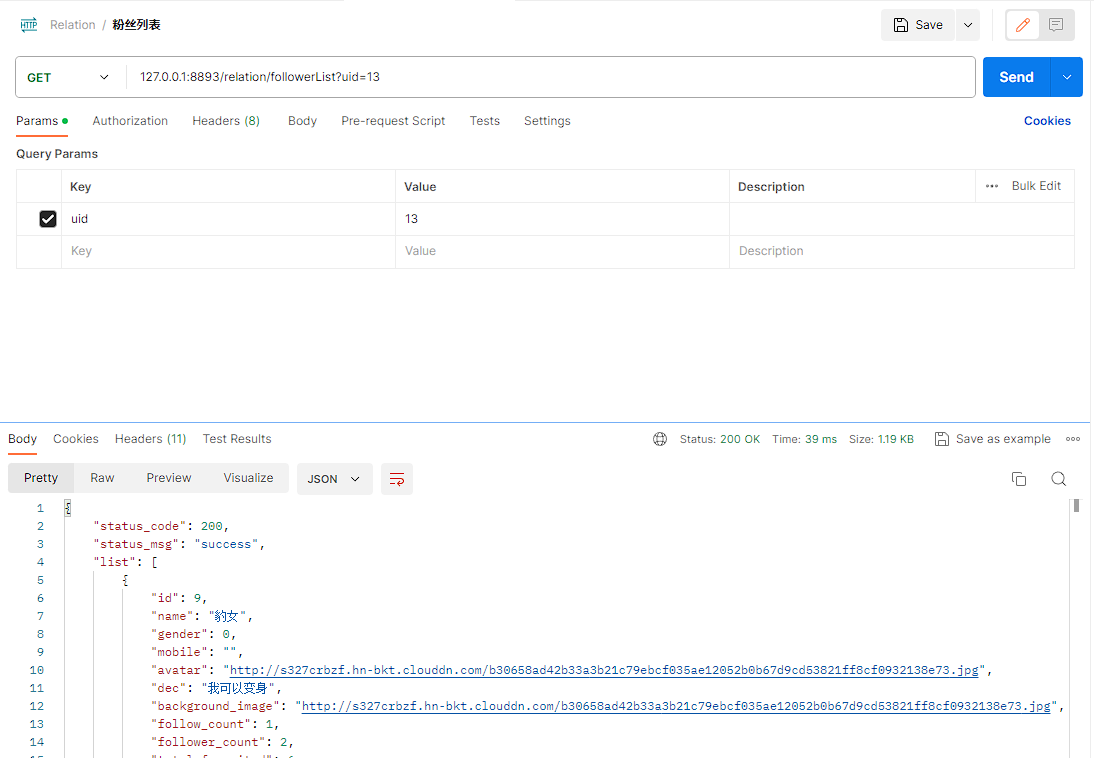 HTTP Relation / 粉丝列表 Save
GET 127.0.0.1:8893/relation/followerList?uid=13 Send
Params Authorization Headers (8) Body Pre-request Script Tests Settings Cookies
Query Params
Key Value Description ••• Bulk Edit
uid 13
Key Value Description
Body Cookies Headers (11) Test Results Status: 200 OK Time: 39 ms Size: 1.19 KB Save as example
Pretty Raw Preview Visualize JSON
1 {
2 "status_code": 200,
3 "status_msg": "success",
4 "list": [
5 {
6 "id": 9,
7 "name": "豹女",
8 "gender": 0,
9 "mobile": "",
10 "avatar": "http://s327crbzf.hn-bkt.clouddn.com/b30658ad42b33a3b21c79ebcf035ae12052b0b67d9cd53821ff8cf0932138e73.jpg",
11 "dec": "我可以变身",
12 "background_image": "http://s327crbzf.hn-bkt.clouddn.com/b30658ad42b33a3b21c79ebcf035ae12052b0b67d9cd53821ff8cf0932138e73.jpg",
13 "follow_count": 1,
14 "follower_count": 2,